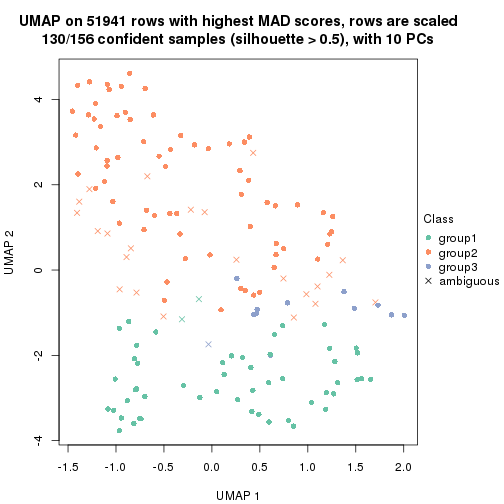 UMAP on 51941 rows with highest MAD scores, rows are scaled
130/156 confident samples (silhouette > 0.5), with 10 PCs
4
2
0
-2
-4
UMAP 2
-1.5
-1.0
-0.5
0.0
0.5
1.0
1.5
2.0
UMAP 1
Class
group1
group2
group3
ambiguous